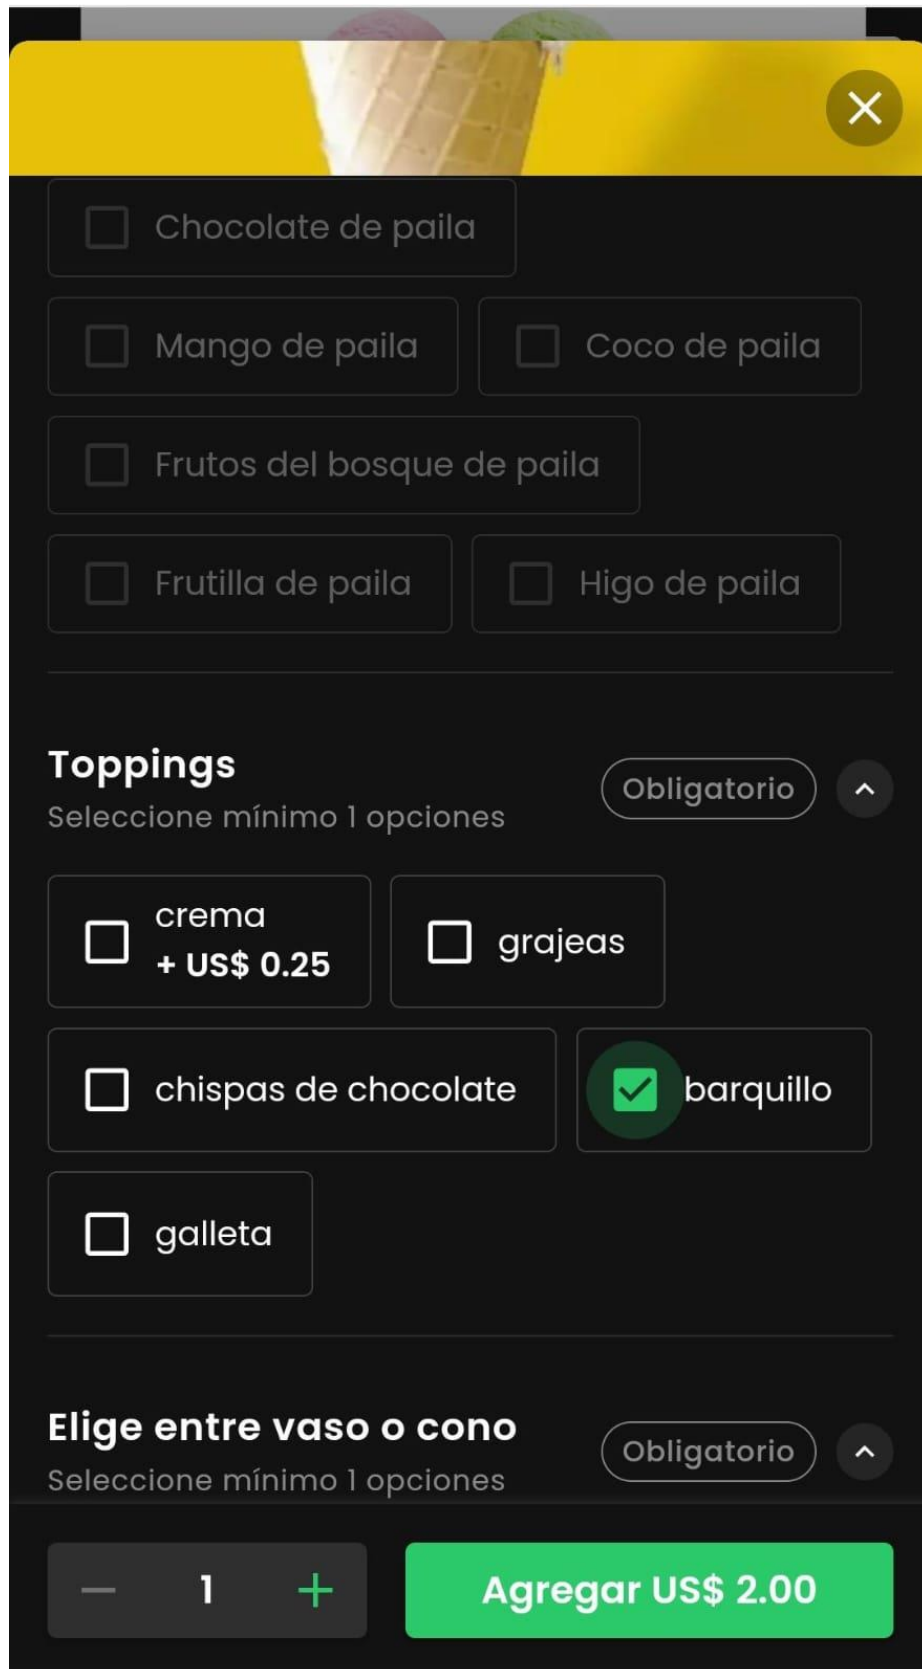 Chocolate de paila
Mango de paila
Coco de paila
Frutos del bosque de paila
Frutilla de paila
Higo de paila
Toppings
Seleccione mínimo 1 opciones
Obligatorio
crema
+ US$ 0.25
grajeas
chispas de chocolate
barquillo
galleta
Elige entre vaso o cono
Seleccione mínimo 1 opciones
Obligatorio
1
Agregar US$ 2.00